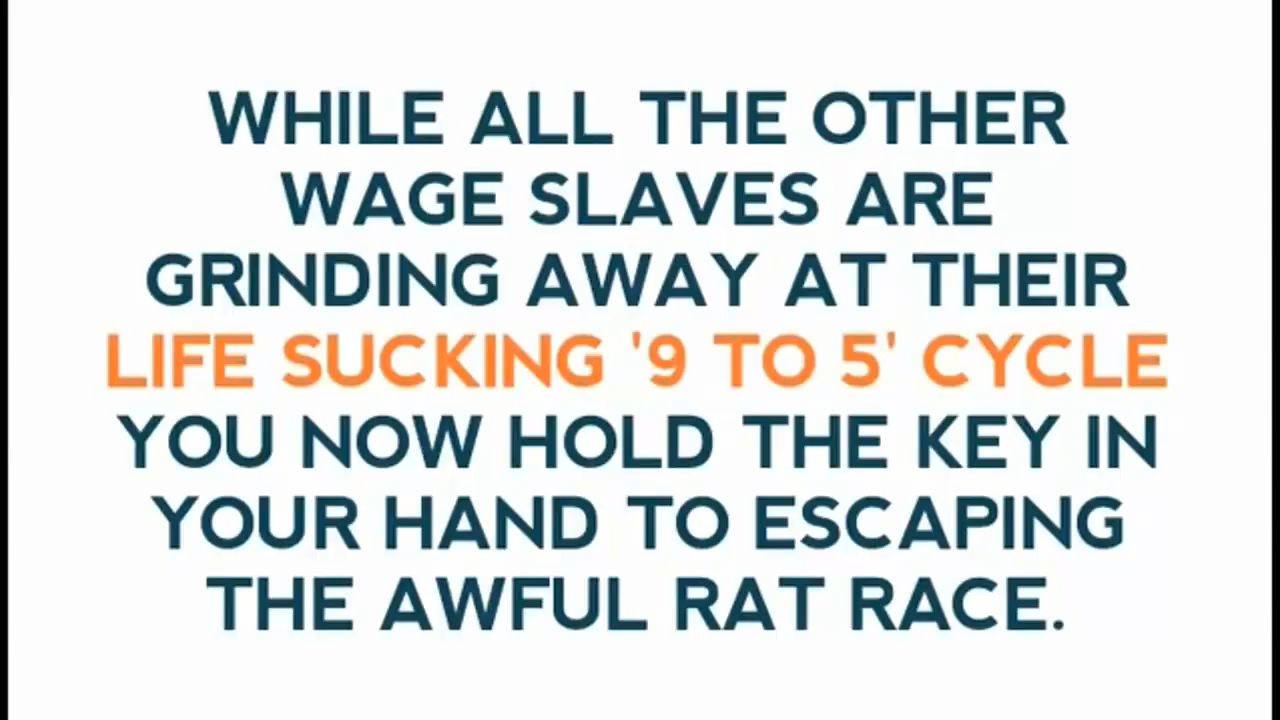 WHILE ALL THE OTHER
WAGE SLAVES ARE
GRINDING AWAY AT THEIR
LIFE SUCKING '9 TO 5' CYCLE
YOU NOW HOLD THE KEY IN
YOUR HAND TO ESCAPING
THE AWFUL RAT RACE.